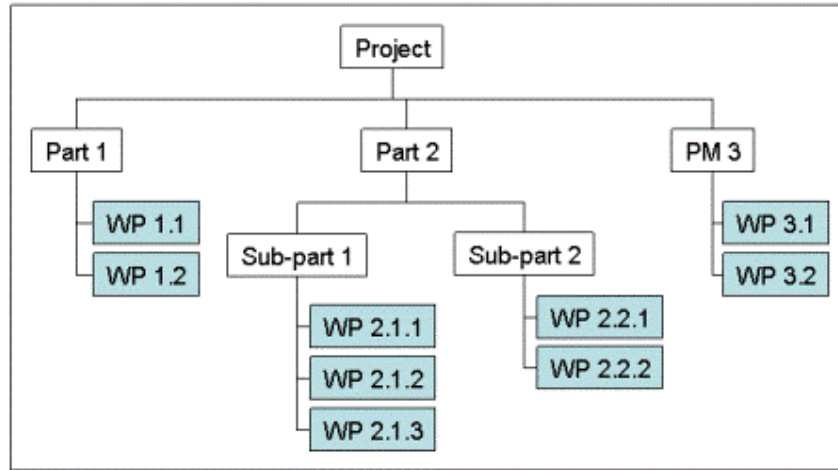 Project
Part 1
Part 2
PM 3
WP 1.1
WP 1.2
Sub-part 1
Sub-part 2
WP 3.1
WP 3.2
WP 2.1.1
WP 2.1.2
WP 2.1.3
WP 2.2.1
WP 2.2.2